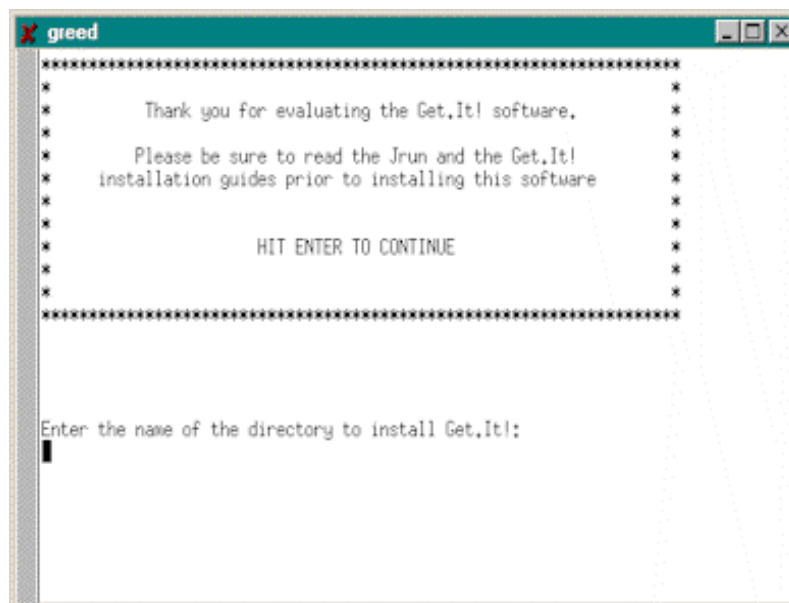 greed
*********************************************************************
* *
* Thank you for evaluating the Get.It! software. *
* *
* Please be sure to read the Jrun and the Get.It! *
* installation guides prior to installing this software *
* *
* *
* HIT ENTER TO CONTINUE *
* *
* *
*********************************************************************
Enter the name of the directory to install Get.It!: